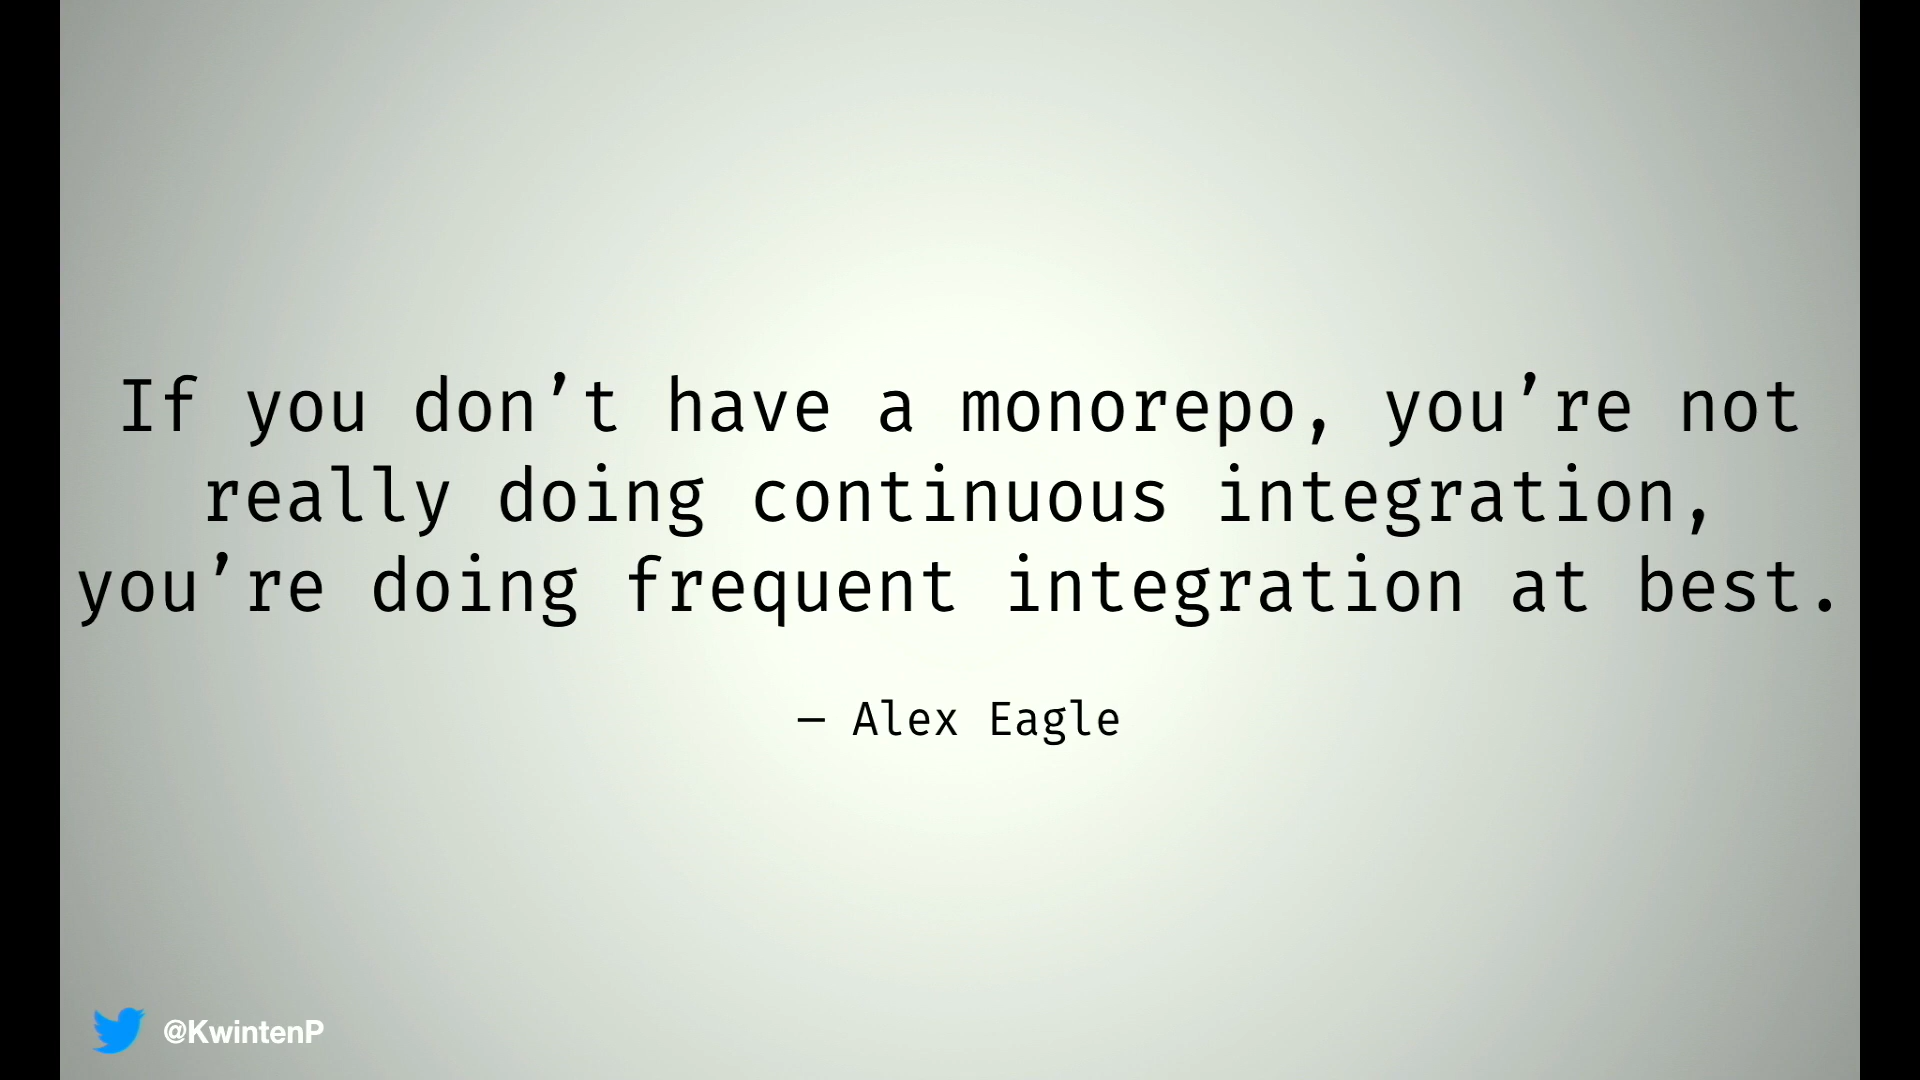 If you don’t have a monorepo, you’re not
really doing continuous integration,
you’re doing frequent integration at best.
— Alex Eagle
@KwintenP